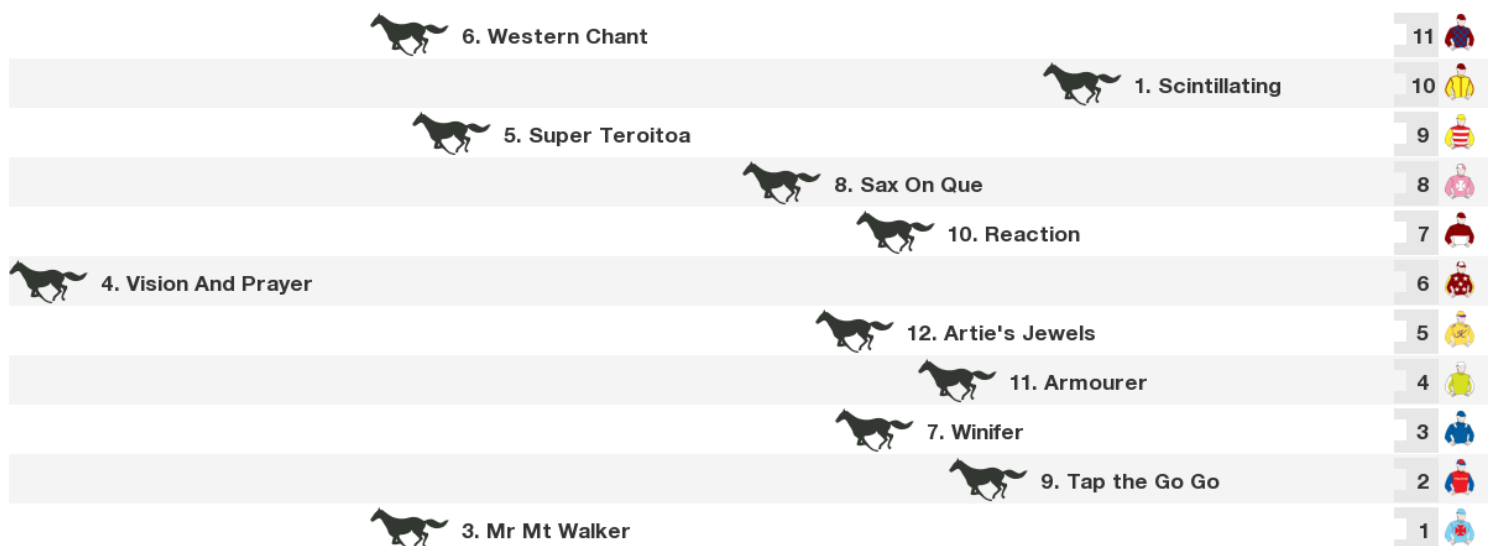 6. Western Chant 11
1. Scintillating 10
5. Super Teroitoa 9
8. Sax On Que 8
10. Reaction 7
4. Vision And Prayer 6
12. Artie's Jewels 5
11. Armourer 4
7. Winifer 3
9. Tap the Go Go 2
3. Mr Mt Walker 1